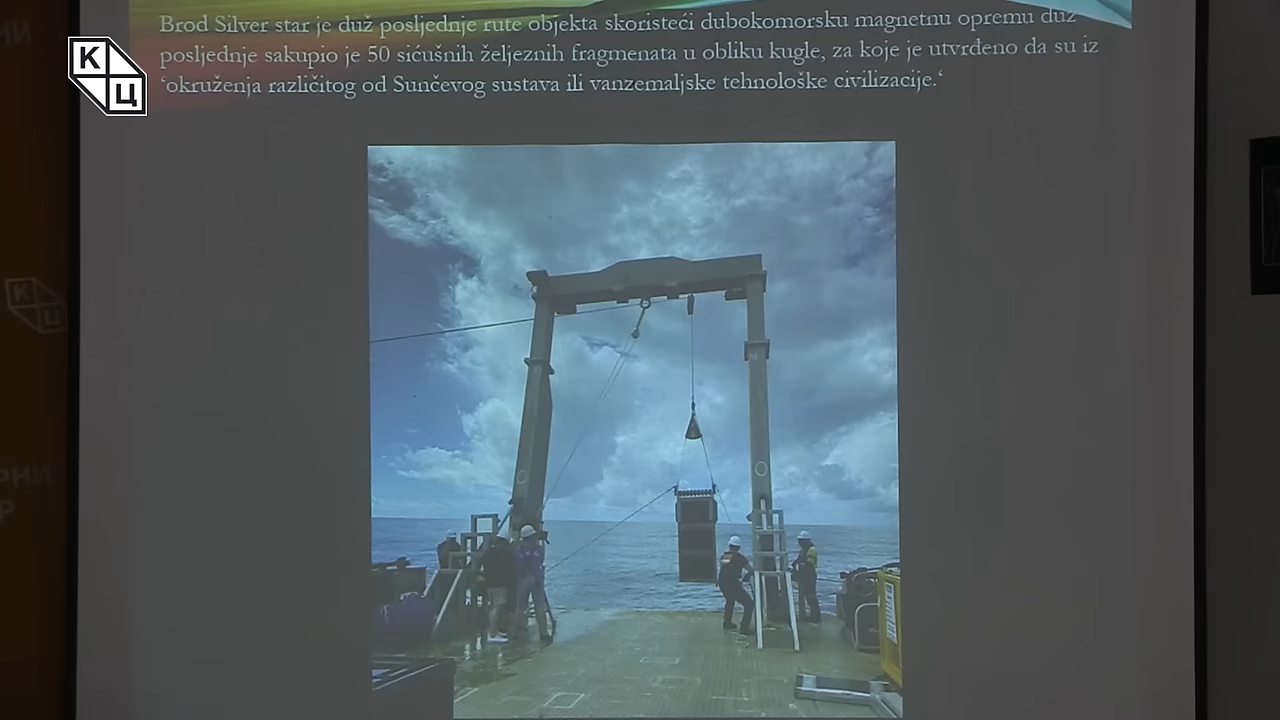 Brod Silver star je duž posljednje rute objekta skoristeći dubokomorsku magnetnu opremu duž
posljednje sakupio je 50 sićušnih željeznih fragmenata u obliku kugle, za koje je utvrđeno da su iz
‘okruženja različitog od Sunčevog sustava ili vanzemaljske tehnološke civilizacije.‘
К
Ц
НИ
К
Ц
РНИ
Р